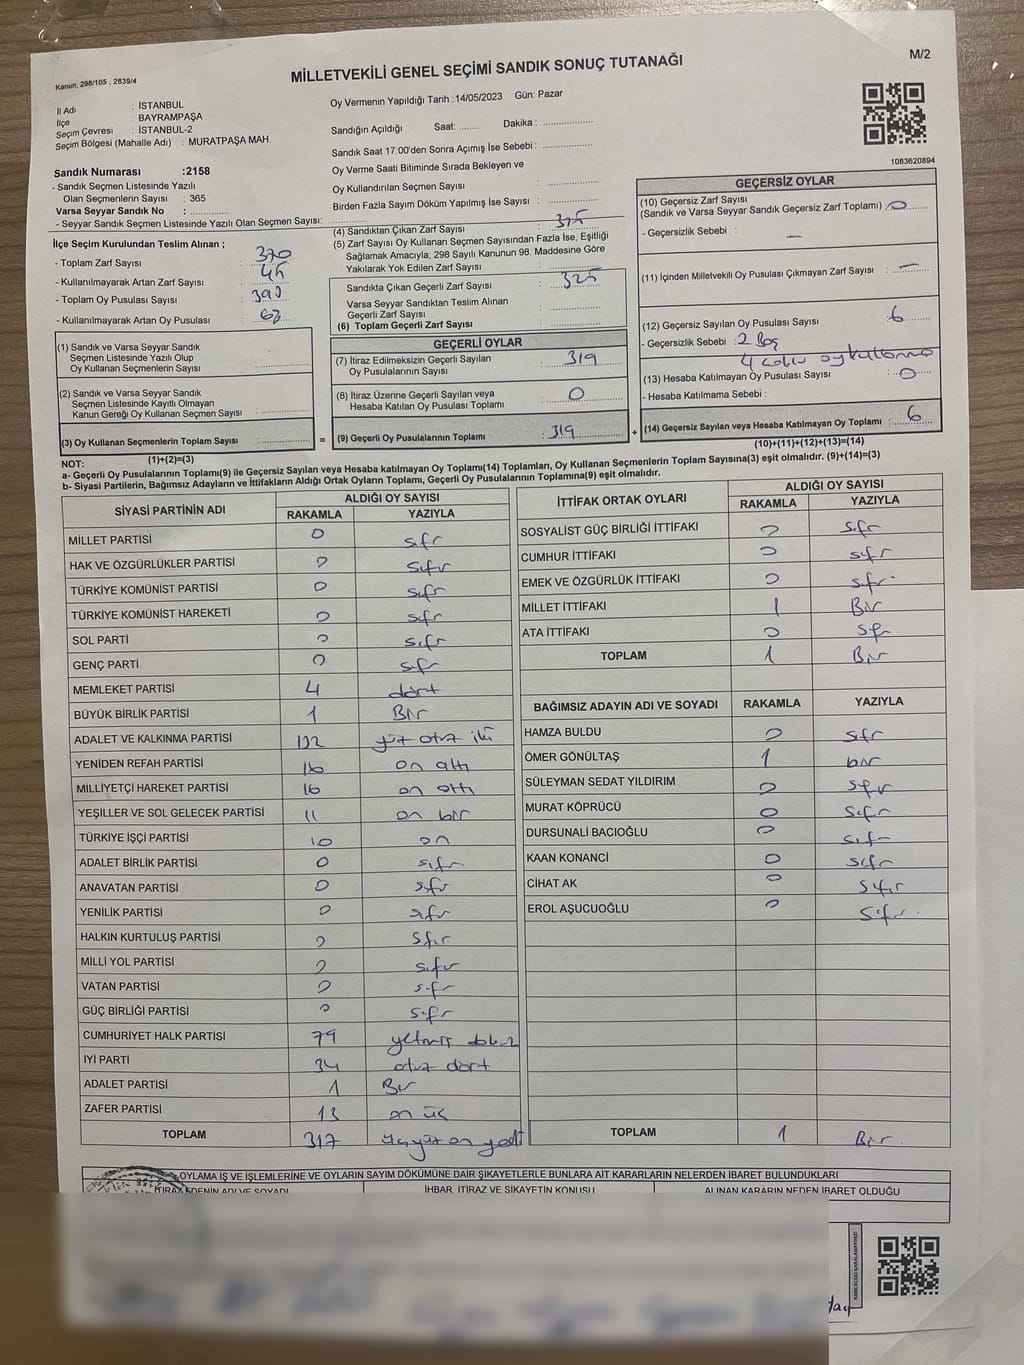 Kanun; 298/105 , 2839/4
MİLLETVEKİLİ GENEL SEÇİMİ SANDIK SONUÇ TUTANAĞI
M/2
İl Adı : İSTANBUL
İlçe : BAYRAMPAŞA
Seçim Çevresi : İSTANBUL-2
Seçim Bölgesi (Mahalle Adı) : MURATPAŞA MAH.
Sandık Numarası :2158
- Sandık Seçmen Listesinde Yazılı
Olan Seçmenlerin Sayısı : 365
Varsa Seyyar Sandık No :
- Seyyar Sandık Seçmen Listesinde Yazılı Olan Seçmen Sayısı:
İlçe Seçim Kurulundan Teslim Alınan ;
- Toplam Zarf Sayısı : 370
- Kullanılmayarak Artan Zarf Sayısı : 45
- Toplam Oy Pusulası Sayısı :
- Kullanılmayarak Artan Oy Pusulası : 63
Oy Vermenin Yapıldığı Tarih :14/05/2023 Gün: Pazar
Sandığın Açıldığı Saat: ........ Dakika :
Sandık Saat 17:00'den Sonra Açımış İse Sebebi :
Oy Verme Saati Bitiminde Sırada Bekleyen ve
Oy Kullandırılan Seçmen Sayısı :
Birden Fazla Sayım Döküm Yapılmış İse Sayısı :
(4) Sandıktan Çıkan Zarf Sayısı : 325
(5) Zarf Sayısı Oy Kullanan Seçmen Sayısından Fazla İse, Eşitliği
Sağlamak Amacıyla; 298 Sayılı Kanunun 98. Maddesine Göre
Yakılarak Yok Edilen Zarf Sayısı :
Sandıkta Çıkan Geçerli Zarf Sayısı : 325
Varsa Seyyar Sandıktan Teslim Alınan
Geçerli Zarf Sayısı :
(6) Toplam Geçerli Zarf Sayısı :
1083620894
GEÇERSİZ OYLAR
(10) Geçersiz Zarf Sayısı
(Sandık ve Varsa Seyyar Sandık Geçersiz Zarf Toplamı) : 0
- Geçersizlik Sebebi : —
(11) İçinden Milletvekili Oy Pusulası Çıkmayan Zarf Sayısı : —
(12) Geçersiz Sayılan Oy Pusulası Sayısı : 6
- Geçersizlik Sebebi : 2 Boş
4 oy kullanma
(13) Hesaba Katılmayan Oy Pusulası Sayısı : 0
- Hesaba Katılmama Sebebi :
(14) Geçersiz Sayılan veya Hesaba Katılmayan Oy Toplamı : 6
(10)+(11)+(12)+(13)=(14)
(1) Sandık ve Varsa Seyyar Sandık
Seçmen Listesinde Yazılı Olup
Oy Kullanan Seçmenlerin Sayısı :
(2) Sandık ve Varsa Seyyar Sandık
Seçmen Listesinde Kayıtlı Olmayan
Kanun Gereği Oy Kullanan Seçmen Sayısı :
(3) Oy Kullanan Seçmenlerin Toplam Sayısı :
(1)+(2)=(3)
GEÇERLİ OYLAR
(7) İtiraz Edilmeksizin Geçerli Sayılan
Oy Pusulalarının Sayısı : 319
(8) İtiraz Üzerine Geçerli Sayılan veya
Hesaba Katılan Oy Pusulası Toplamı : 0
= (9) Geçerli Oy Pusulalarının Toplamı : 319 +
NOT:
a- Geçerli Oy Pusulalarının Toplamı(9) ile Geçersiz Sayılan veya Hesaba katılmayan Oy Toplamı(14) Toplamları, Oy Kullanan Seçmenlerin Toplam Sayısına(3) eşit olmalıdır. (9)+(14)=(3)
b- Siyasi Partilerin, Bağımsız Adayların ve İttifakların Aldığı Ortak Oyların Toplamı, Geçerli Oy Pusulalarının Toplamına(9) eşit olmalıdır.
SİYASİ PARTİNİN ADI ALDIĞI OY SAYISI
RAKAMLA YAZIYLA
MİLLET PARTİSİ 0 sıfır
HAK VE ÖZGÜRLÜKLER PARTİSİ 0 sıfır
TÜRKİYE KOMÜNİST PARTİSİ 0 sıfır
TÜRKİYE KOMÜNİST HAREKETİ 0 sıfır
SOL PARTİ 0 sıfır
GENÇ PARTİ 0 sıfır
MEMLEKET PARTİSİ 4 dört
BÜYÜK BİRLİK PARTİSİ 1 Bir
ADALET VE KALKINMA PARTİSİ 132 yüz otuz iki
YENİDEN REFAH PARTİSİ 16 on altı
MİLLİYETÇİ HAREKET PARTİSİ 16 on altı
YEŞİLLER VE SOL GELECEK PARTİSİ 11 on bir
TÜRKİYE İŞÇİ PARTİSİ 10 on
ADALET BİRLİK PARTİSİ 0 sıfır
ANAVATAN PARTİSİ 0 sıfır
YENİLİK PARTİSİ 0 sıfır
HALKIN KURTULUŞ PARTİSİ 0 sıfır
MİLLİ YOL PARTİSİ 0 sıfır
VATAN PARTİSİ 0 sıfır
GÜÇ BİRLİĞİ PARTİSİ 0 sıfır
CUMHURİYET HALK PARTİSİ 79 yetmiş dokuz
İYİ PARTİ 34 otuz dört
ADALET PARTİSİ 1 Bir
ZAFER PARTİSİ 13 on üç
TOPLAM 317 üçyüz on yedi
İTTİFAK ORTAK OYLARI ALDIĞI OY SAYISI
RAKAMLA YAZIYLA
SOSYALİST GÜÇ BİRLİĞİ İTTİFAKI 0 sıfır
CUMHUR İTTİFAKI 0 sıfır
EMEK VE ÖZGÜRLÜK İTTİFAKI 0 sıfır
MİLLET İTTİFAKI 1 Bir
ATA İTTİFAKI 0 sıfır
TOPLAM 1 Bir
BAĞIMSIZ ADAYIN ADI VE SOYADI RAKAMLA YAZIYLA
HAMZA BULDU 0 sıfır
ÖMER GÖNÜLTAŞ 1 bir
SÜLEYMAN SEDAT YILDIRIM 0 sıfır
MURAT KÖPRÜCÜ 0 sıfır
DURSUNALİ BACIOĞLU 0 sıfır
KAAN KONANCİ 0 sıfır
CİHAT AK 0 sıfır
EROL AŞUCUOĞLU 0 sıfır
TOPLAM 1 Bir
OYLAMA İŞ VE İŞLEMLERİNE VE OYLARIN SAYIM DÖKÜMÜNE DAİR ŞİKAYETLERLE BUNLARA AİT KARARLARIN NELERDEN İBARET BULUNDUKLARI
İTİRAZ EDENİN ADI VE SOYADI İHBAR, İTİRAZ VE ŞİKAYETİN KONUSU ALINAN KARARIN NEDEN İBARET OLDUĞU